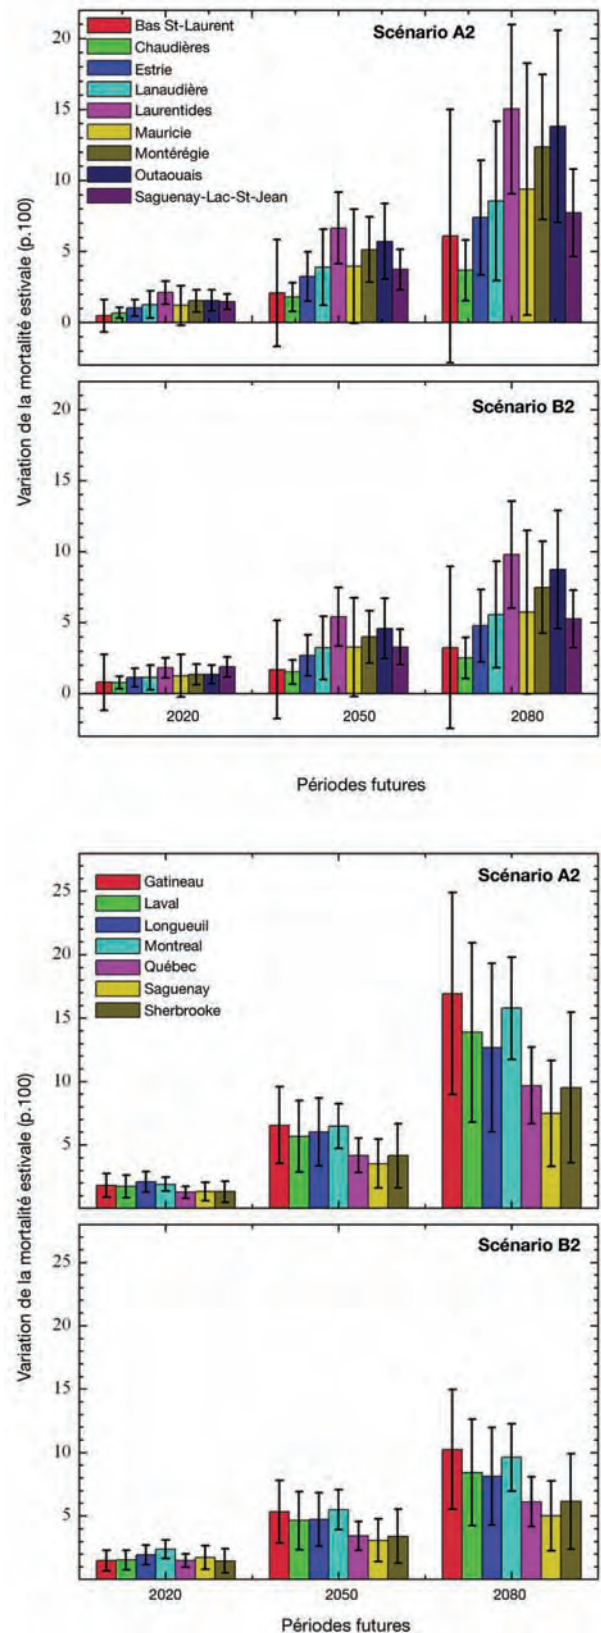 Scénario A2
Bas St-Laurent
Chaudières
Estrie
Lanaudière
Laurentides
Mauricie
Montérégie
Outaouais
Saguenay-Lac-St-Jean
20
15
10
5
0
Variation de la mortalité estivale (p.100)
Scénario B2
20
15
10
5
0
2020 2050 2080
Périodes futures
Scénario A2
Gatineau
Laval
Longueuil
Montreal
Québec
Saguenay
Sherbrooke
25
20
15
10
5
Variation de la mortalité estivale (p.100)
Scénario B2
25
20
15
10
5
2020 2050 2080
Périodes futures